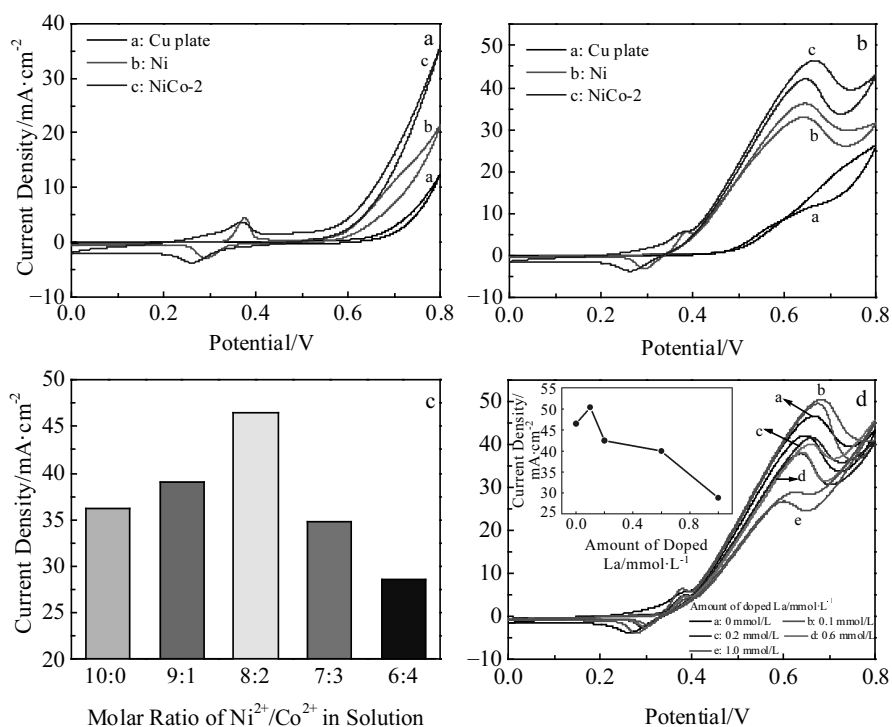 40
35
30
20
10
0
−10
Current Density/mA·cm⁻²
a: Cu plate
b: Ni
c: NiCo-2
a
c
b
a
0.0 0.2 0.4 0.6 0.8
Potential/V
50
40
30
20
10
0
−10
a: Cu plate
b: Ni
c: NiCo-2
b
c
b
a
0.0 0.2 0.4 0.6 0.8
Potential/V
50
45
40
35
30
25
20
Current Density/mA·cm⁻²
c
10:0 9:1 8:2 7:3 6:4
Molar Ratio of Ni²⁺/Co²⁺ in Solution
50
40
30
20
10
0
−10
d
55
50
45
40
35
30
25
Current Density/
mA·cm⁻²
0.0 0.4 0.8
Amount of Doped
La/mmol·L⁻¹
a
b
c
d
e
Amount of doped La/mmol·L⁻¹
a: 0 mmol/L b: 0.1 mmol/L
c: 0.2 mmol/L d: 0.6 mmol/L
e: 1.0 mmol/L
0.0 0.2 0.4 0.6 0.8
Potential/V